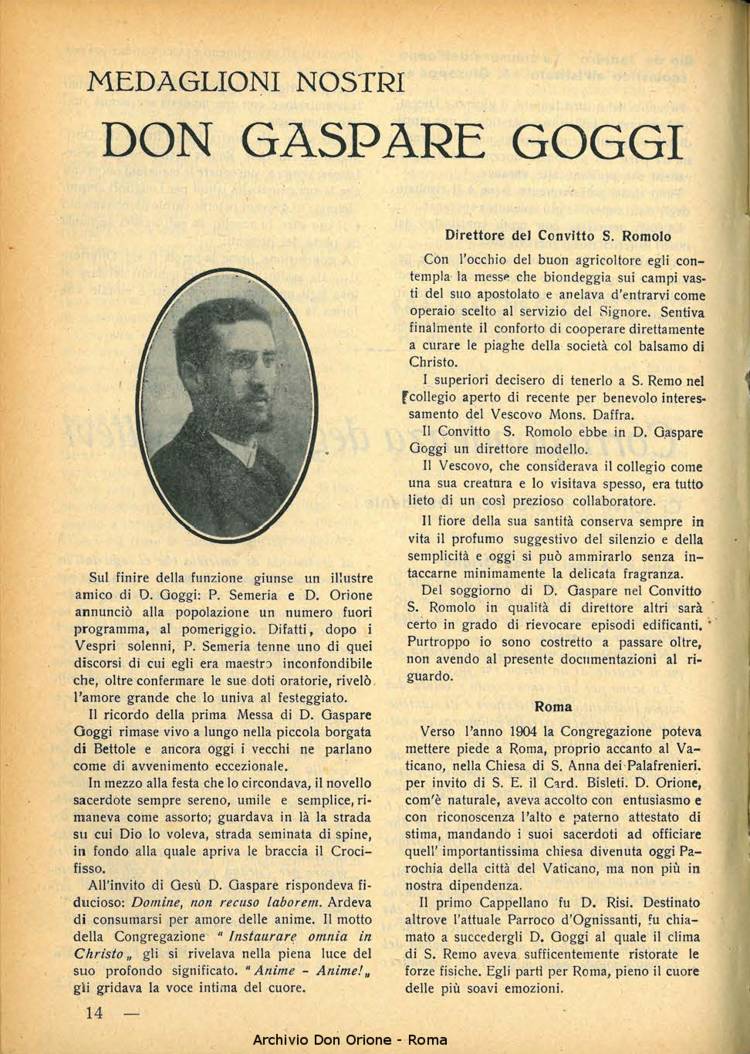 MEDAGLIONI NOSTRI
DON GASPARE GOGGI
Sul finire della funzione giunse un illustre
amico di D. Goggi: P. Semeria e D. Orione
annunciò alla popolazione un numero fuori
programma, al pomeriggio. Difatti, dopo i
Vespri solenni, P. Semeria tenne uno di quei
discorsi di cui egli era maestro inconfondibile
che, oltre confermare le sue doti oratorie, rivelò
l'amore grande che lo univa al festeggiato.
Il ricordo della prima Messa di D. Gaspare
Goggi rimase vivo a lungo nella piccola borgata
di Bettole e ancora oggi i vecchi ne parlano
come di avvenimento eccezionale.
In mezzo alla festa che lo circondava, il novello
sacerdote sempre sereno, umile e semplice, ri-
maneva come assorto; guardava in là la strada
su cui Dio lo voleva, strada seminata di spine,
in fondo alla quale apriva le braccia il Croci-
fisso.
All'invito di Gesù D. Gaspare rispondeva fi-
ducioso: Domine, non recuso laborem. Ardeva
di consumarsi per amore delle anime. Il motto
della Congregazione " Instaurare omnia in
Christo „ gli si rivelava nella piena luce del
suo profondo significato. " Anime - Anime! „
gli gridava la voce intima del cuore.
Direttore del Convitto S. Romolo
Con l'occhio del buon agricoltore egli con-
templa la messe che biondeggia sui campi vas-
ti del suo apostolato e anelava d'entrarvi come
operaio scelto al servizio del Signore. Sentiva
finalmente il conforto di cooperare direttamente
a curare le piaghe della società col balsamo di
Christo.
I superiori decisero di tenerlo a S. Remo nel
collegio aperto di recente per benevolo interes-
samento del Vescovo Mons. Daffra.
Il Convitto S. Romolo ebbe in D. Gaspare
Goggi un direttore modello.
Il Vescovo, che considerava il collegio come
una sua creatura e lo visitava spesso, era tutto
lieto di un così prezioso collaboratore.
Il fiore della sua santità conserva sempre in
vita il profumo suggestivo del silenzio e della
semplicità e oggi si può ammirarlo senza in-
taccarne minimamente la delicata fragranza.
Del soggiorno di D. Gaspare nel Convitto
S. Romolo in qualità di direttore altri sarà
certo in grado di rievocare episodi edificanti.
Purtroppo io sono costretto a passare oltre,
non avendo al presente documentazioni al ri-
guardo.
Roma
Verso l'anno 1904 la Congregazione poteva
mettere piede a Roma, proprio accanto al Va-
ticano, nella Chiesa di S. Anna dei Palafrenieri.
per invito di S. E. il Card. Bisleti. D. Orione,
com'è naturale, aveva accolto con entusiasmo e
con riconoscenza l'alto e paterno attestato di
stima, mandando i suoi sacerdoti ad officiare
quell' importantissima chiesa divenuta oggi Pa-
rochia della città del Vaticano, ma non più in
nostra dipendenza.
Il primo Cappellano fu D. Risi. Destinato
altrove l'attuale Parroco d'Ognissanti, fu chia-
mato a succedergli D. Goggi al quale il clima
di S. Remo aveva sufficentemente ristorate le
forze fisiche. Egli partì per Roma, pieno il cuore
delle più soavi emozioni.
14 —
Archivio Don Orione - Roma